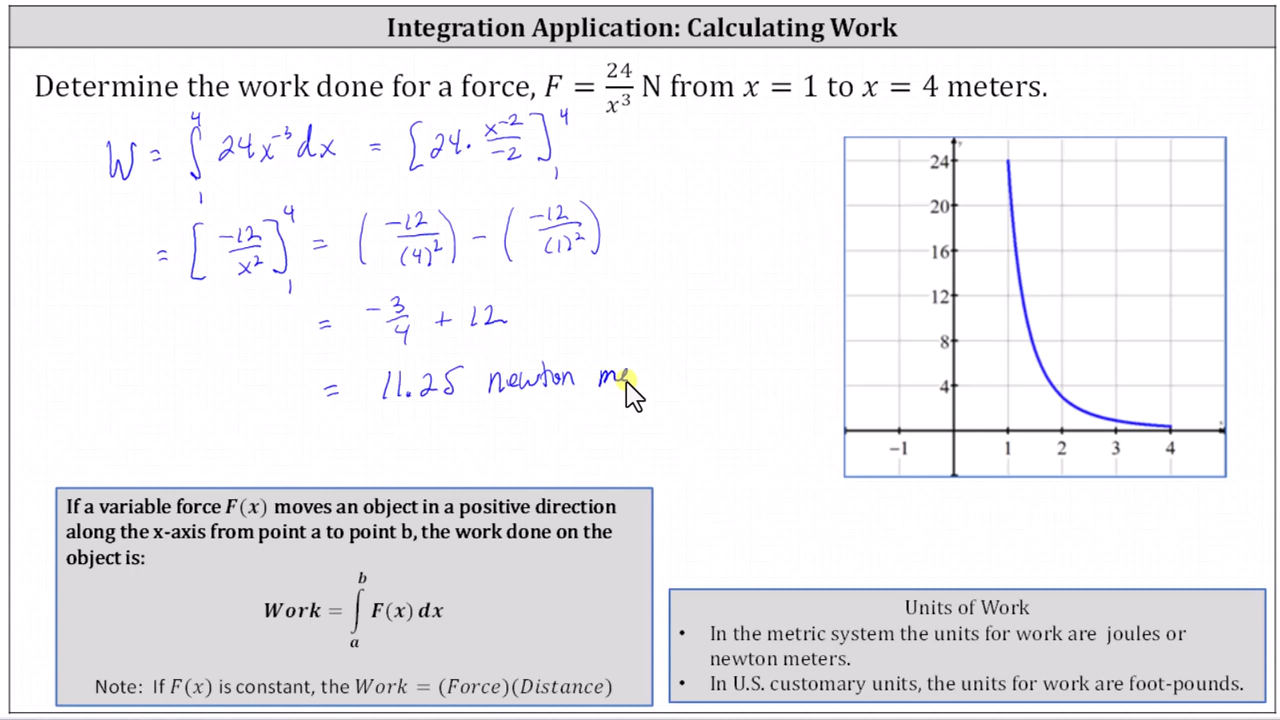 Integration Application: Calculating Work
Determine the work done for a force, F = 24/x³ N from x = 1 to x = 4 meters.
W = ∫₁⁴ 24x⁻³dx = [24 · x⁻²/-2]₁⁴
= [-12/x²]₁⁴ = (-12/(4)²) - (-12/(1)²)
= -3/4 + 12
= 11.25 newton me
24
20
16
12
8
4
-1 1 2 3 4
If a variable force F(x) moves an object in a positive direction
along the x-axis from point a to point b, the work done on the
object is:
Work = ∫ₐᵇ F(x) dx
Note: If F(x) is constant, the Work = (Force)(Distance)
Units of Work
• In the metric system the units for work are joules or
newton meters.
• In U.S. customary units, the units for work are foot-pounds.